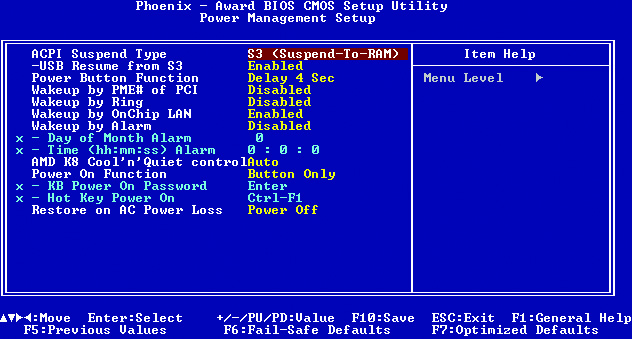 Phoenix - Award BIOS CMOS Setup Utility
Power Management Setup
ACPI Suspend Type S3 (Suspend-To-RAM) Item Help
-USB Resume from S3 Enabled
Power Button Function Delay 4 Sec Menu Level ►
Wakeup by PME# of PCI Disabled
Wakeup by Ring Disabled
Wakeup by OnChip LAN Enabled
Wakeup by Alarm Disabled
x - Day of Month Alarm 0
x - Time (hh:mm:ss) Alarm 0 : 0 : 0
AMD K8 Cool'n'Quiet control Auto
Power On Function Button Only
x - KB Power On Password Enter
x - Hot Key Power On Ctrl-F1
Restore on AC Power Loss Power Off
▲▼►◄:Move Enter:Select +/-/PU/PD:Value F10:Save ESC:Exit F1:General Help
F5:Previous Values F6:Fail-Safe Defaults F7:Optimized Defaults